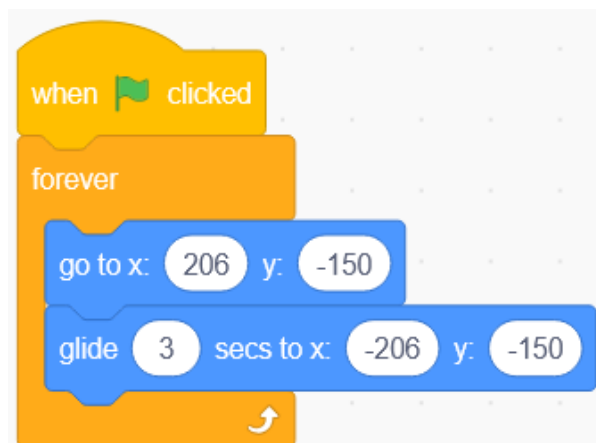 when clicked
forever
go to x: 206 y: -150
glide 3 secs to x: -206 y: -150